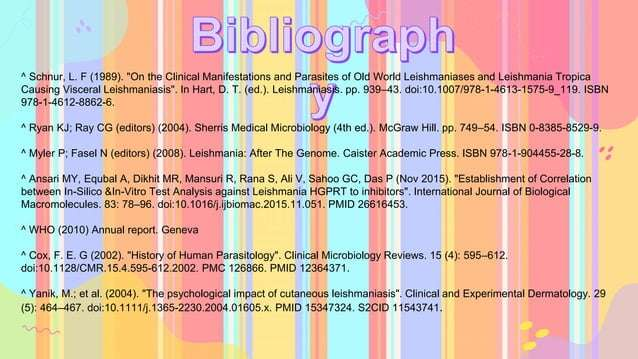 Bibliograph
y
^ Schnur, L. F (1989). "On the Clinical Manifestations and Parasites of Old World Leishmaniases and Leishmania Tropica
Causing Visceral Leishmaniasis". In Hart, D. T. (ed.). Leishmaniasis. pp. 939–43. doi:10.1007/978-1-4613-1575-9_119. ISBN
978-1-4612-8862-6.
^ Ryan KJ; Ray CG (editors) (2004). Sherris Medical Microbiology (4th ed.). McGraw Hill. pp. 749–54. ISBN 0-8385-8529-9.
^ Myler P; Fasel N (editors) (2008). Leishmania: After The Genome. Caister Academic Press. ISBN 978-1-904455-28-8.
^ Ansari MY, Equbal A, Dikhit MR, Mansuri R, Rana S, Ali V, Sahoo GC, Das P (Nov 2015). "Establishment of Correlation
between In-Silico &In-Vitro Test Analysis against Leishmania HGPRT to inhibitors". International Journal of Biological
Macromolecules. 83: 78–96. doi:10.1016/j.ijbiomac.2015.11.051. PMID 26616453.
^ WHO (2010) Annual report. Geneva
^ Cox, F. E. G (2002). "History of Human Parasitology". Clinical Microbiology Reviews. 15 (4): 595–612.
doi:10.1128/CMR.15.4.595-612.2002. PMC 126866. PMID 12364371.
^ Yanik, M.; et al. (2004). "The psychological impact of cutaneous leishmaniasis". Clinical and Experimental Dermatology. 29
(5): 464–467. doi:10.1111/j.1365-2230.2004.01605.x. PMID 15347324. S2CID 11543741.